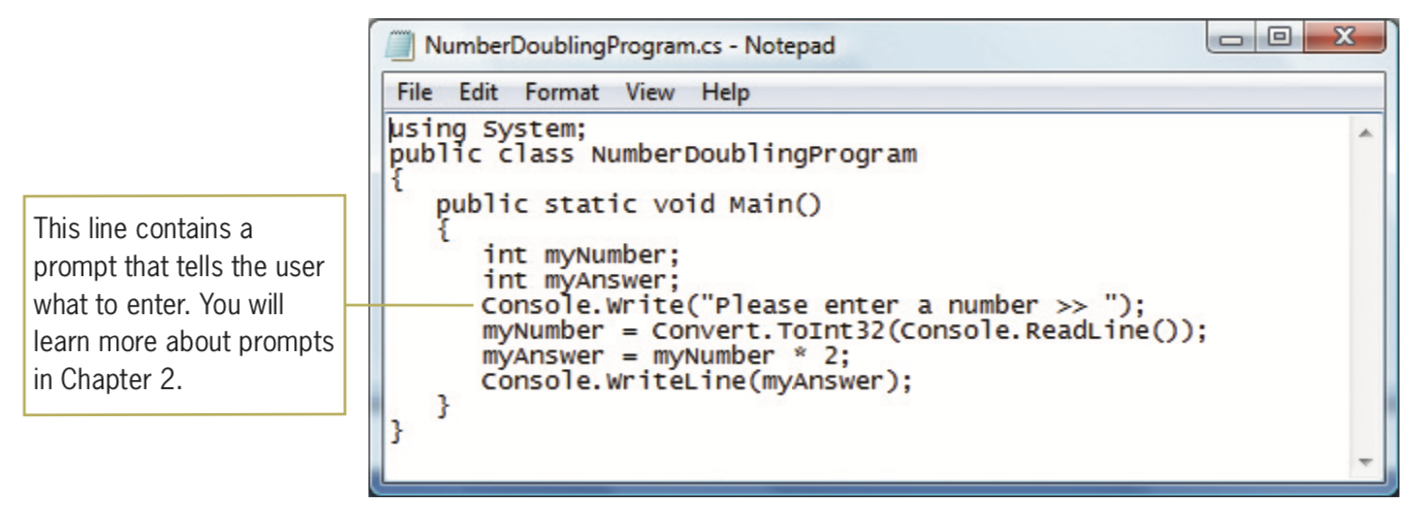 NumberDoublingProgram.cs - Notepad
File Edit Format View Help
using System;
public class NumberDoublingProgram
{
   public static void Main()
   {
      int myNumber;
      int myAnswer;
      Console.Write("Please enter a number >> ");
      myNumber = Convert.ToInt32(Console.ReadLine());
      myAnswer = myNumber * 2;
      Console.WriteLine(myAnswer);
   }
}
This line contains a
prompt that tells the user
what to enter. You will
learn more about prompts
in Chapter 2.